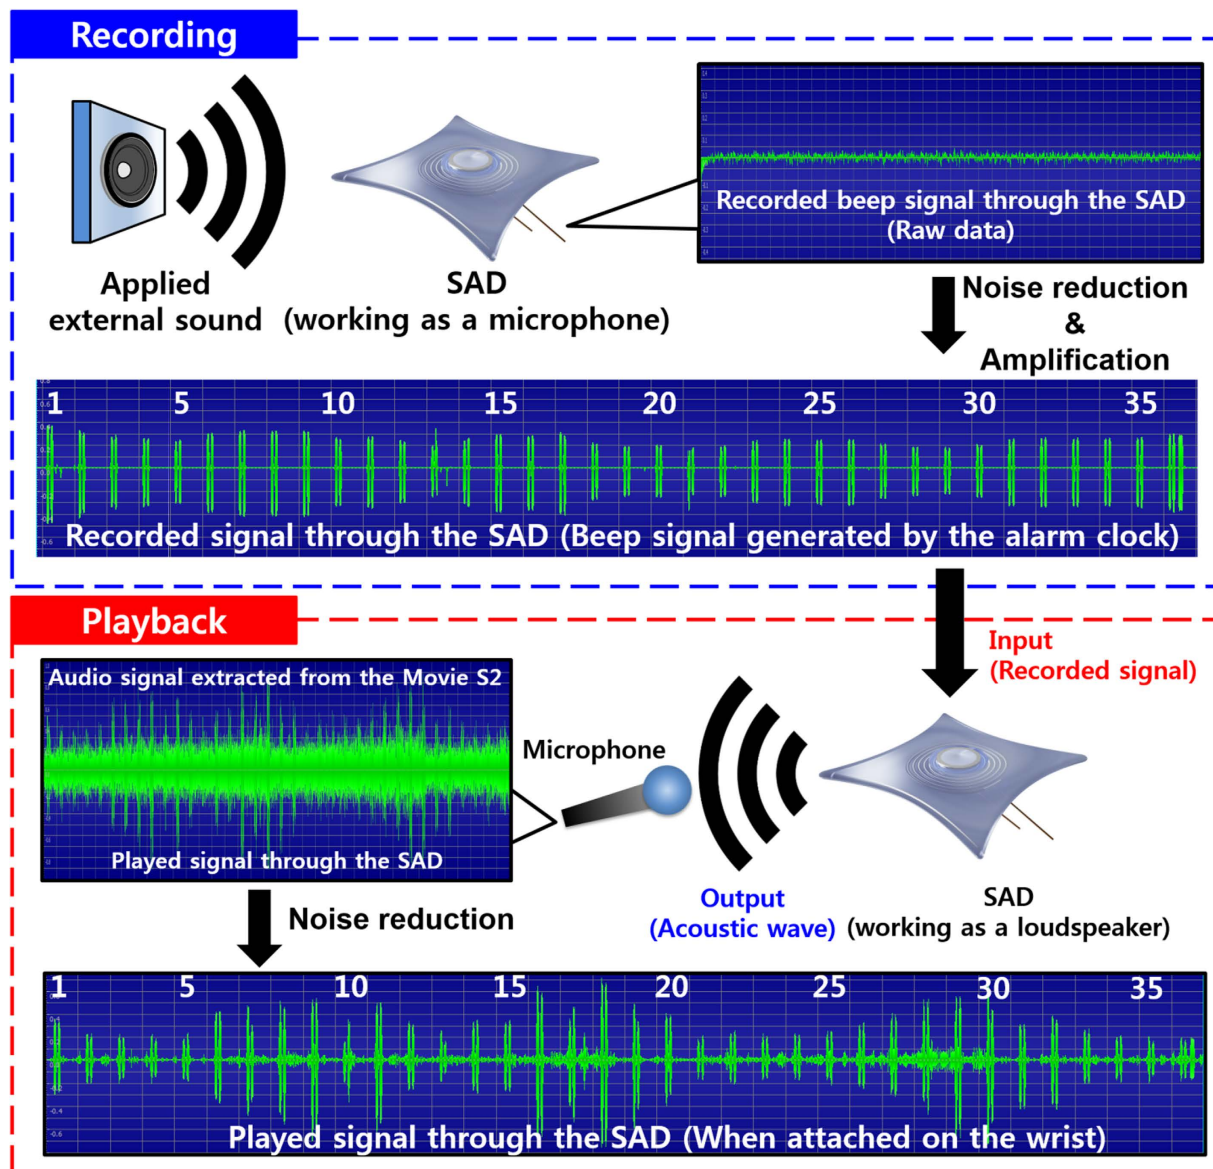 Recording
Recorded beep signal through the SAD
(Raw data)
Applied
external sound
SAD
(working as a microphone)
Noise reduction
&
Amplification
1 5 10 15 20 25 30 35
Recorded signal through the SAD (Beep signal generated by the alarm clock)
Playback
Input
(Recorded signal)
Audio signal extracted from the Movie S2
Played signal through the SAD
Microphone
Output
(Acoustic wave)
SAD
(working as a loudspeaker)
Noise reduction
1 5 10 15 20 25 30 35
Played signal through the SAD (When attached on the wrist)